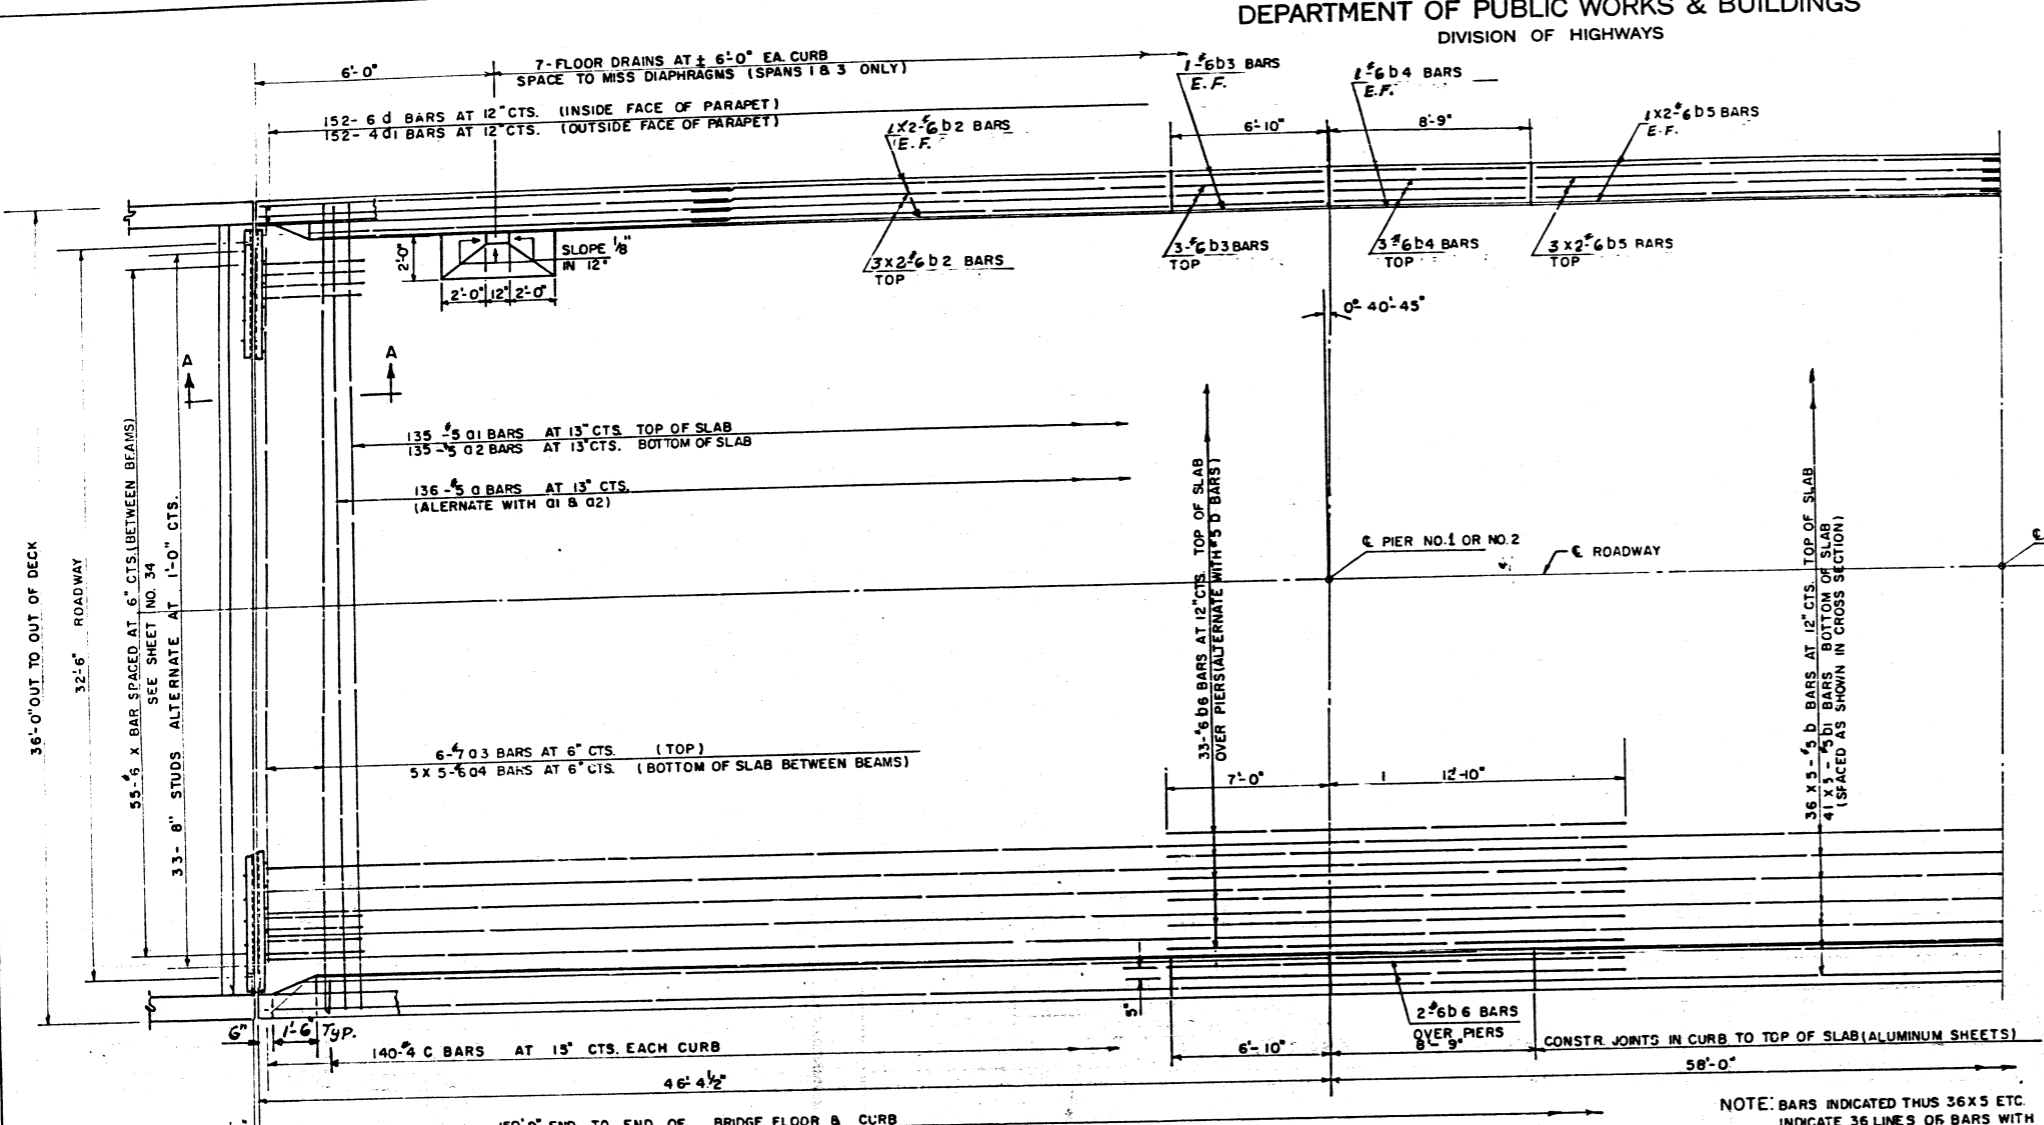 DEPARTMENT OF PUBLIC WORKS & BUILDINGS
DIVISION OF HIGHWAYS
6'-0"
7-FLOOR DRAINS AT ± 6'-0" EA. CURB
SPACE TO MISS DIAPHRAGMS (SPANS 1 & 3 ONLY)
152- 6 d BARS AT 12" CTS. (INSIDE FACE OF PARAPET)
152- 4 d1 BARS AT 12" CTS. (OUTSIDE FACE OF PARAPET)
1X2-#6 b2 BARS
E.F.
1-#6 b3 BARS
E.F.
1-#6 b4 BARS
E.F.
1X2-#6 b5 BARS
E.F.
6'-10"
8'-9"
3X2-#6 b2 BARS
TOP
3-#6 b3 BARS
TOP
3-#6 b4 BARS
TOP
3X2-#6 b5 BARS
TOP
2'-0"
SLOPE 1/8"
IN 12"
2'-0" 12" 2'-0"
0°-40'-45"
A
A
135-#5 a1 BARS AT 13" CTS. TOP OF SLAB
135-#5 a2 BARS AT 13" CTS. BOTTOM OF SLAB
136-#5 a BARS AT 13" CTS.
(ALERNATE WITH a1 & a2)
36'-0" OUT TO OUT OF DECK
32'-6" ROADWAY
55-#6 X BAR SPACED AT 6" CTS. (BETWEEN BEAMS)
SEE SHEET NO. 34
33- 8" STUDS ALTERNATE AT 1'-0" CTS.
33-#6 b6 BARS AT 12" CTS. TOP OF SLAB
OVER PIERS (ALTERNATE WITH #5 b BARS)
℄ PIER NO.1 OR NO.2
℄ ROADWAY
℄
36 X 5-#5 b BARS AT 12" CTS. TOP OF SLAB
41 X 5-#5 b1 BARS BOTTOM OF SLAB
(SPACED AS SHOWN IN CROSS SECTION)
6-#7 a3 BARS AT 6" CTS. (TOP)
5 X 5-#6 a4 BARS AT 6" CTS. (BOTTOM OF SLAB BETWEEN BEAMS)
7'-0"
12'-10"
5"
2-#6 b6 BARS
OVER PIERS
6" 1'-6" Typ.
140-#4 C BARS AT 15" CTS. EACH CURB
6'-10"
8'-9"
CONSTR. JOINTS IN CURB TO TOP OF SLAB (ALUMINUM SHEETS)
46'-4 1/2"
58'-0"
END TO END OF BRIDGE FLOOR & CURB
NOTE: BARS INDICATED THUS 36X5 ETC.
INDICATE 36 LINES OF BARS WITH